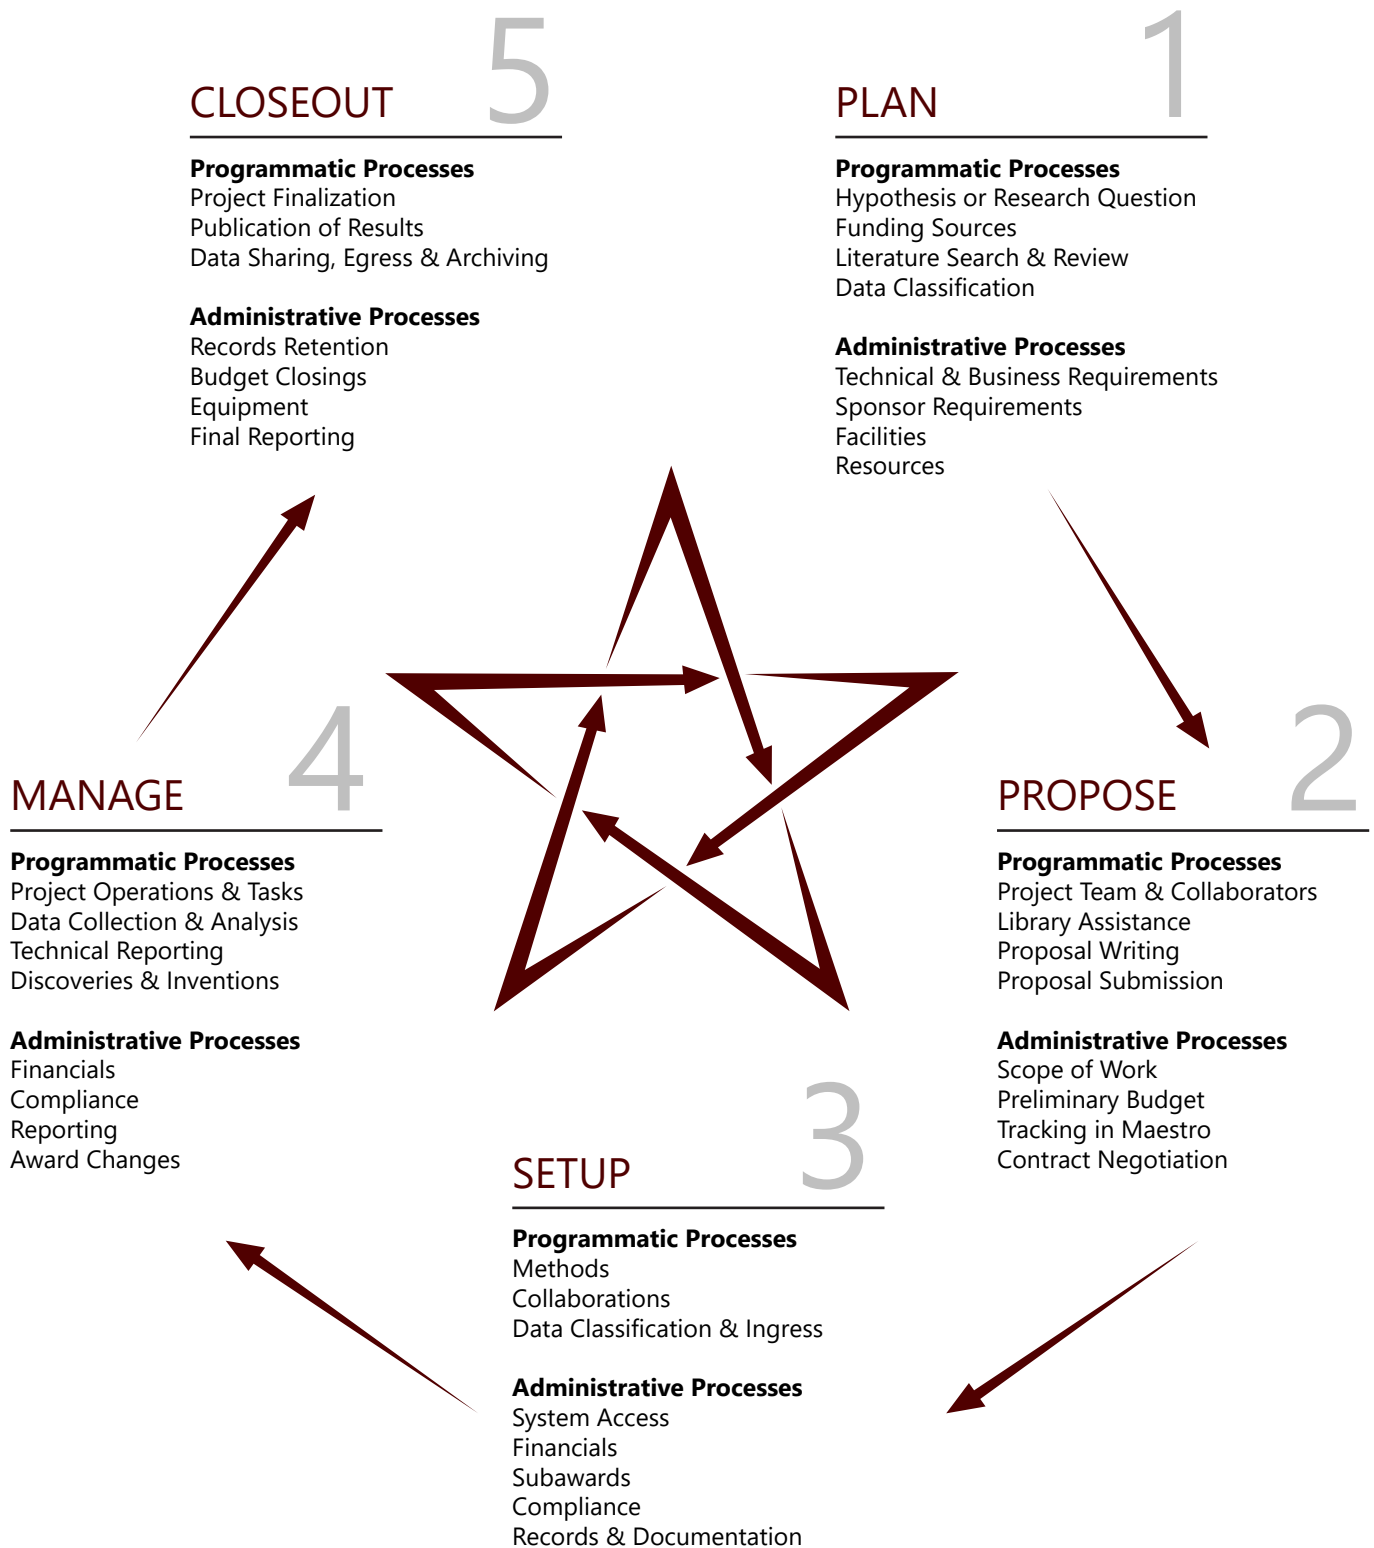 1
PLAN
Programmatic Processes
Hypothesis or Research Question
Funding Sources
Literature Search & Review
Data Classification
Administrative Processes
Technical & Business Requirements
Sponsor Requirements
Facilities
Resources
2
PROPOSE
Programmatic Processes
Project Team & Collaborators
Library Assistance
Proposal Writing
Proposal Submission
Administrative Processes
Scope of Work
Preliminary Budget
Tracking in Maestro
Contract Negotiation
3
SETUP
Programmatic Processes
Methods
Collaborations
Data Classification & Ingress
Administrative Processes
System Access
Financials
Subawards
Compliance
Records & Documentation
4
MANAGE
Programmatic Processes
Project Operations & Tasks
Data Collection & Analysis
Technical Reporting
Discoveries & Inventions
Administrative Processes
Financials
Compliance
Reporting
Award Changes
5
CLOSEOUT
Programmatic Processes
Project Finalization
Publication of Results
Data Sharing, Egress & Archiving
Administrative Processes
Records Retention
Budget Closings
Equipment
Final Reporting